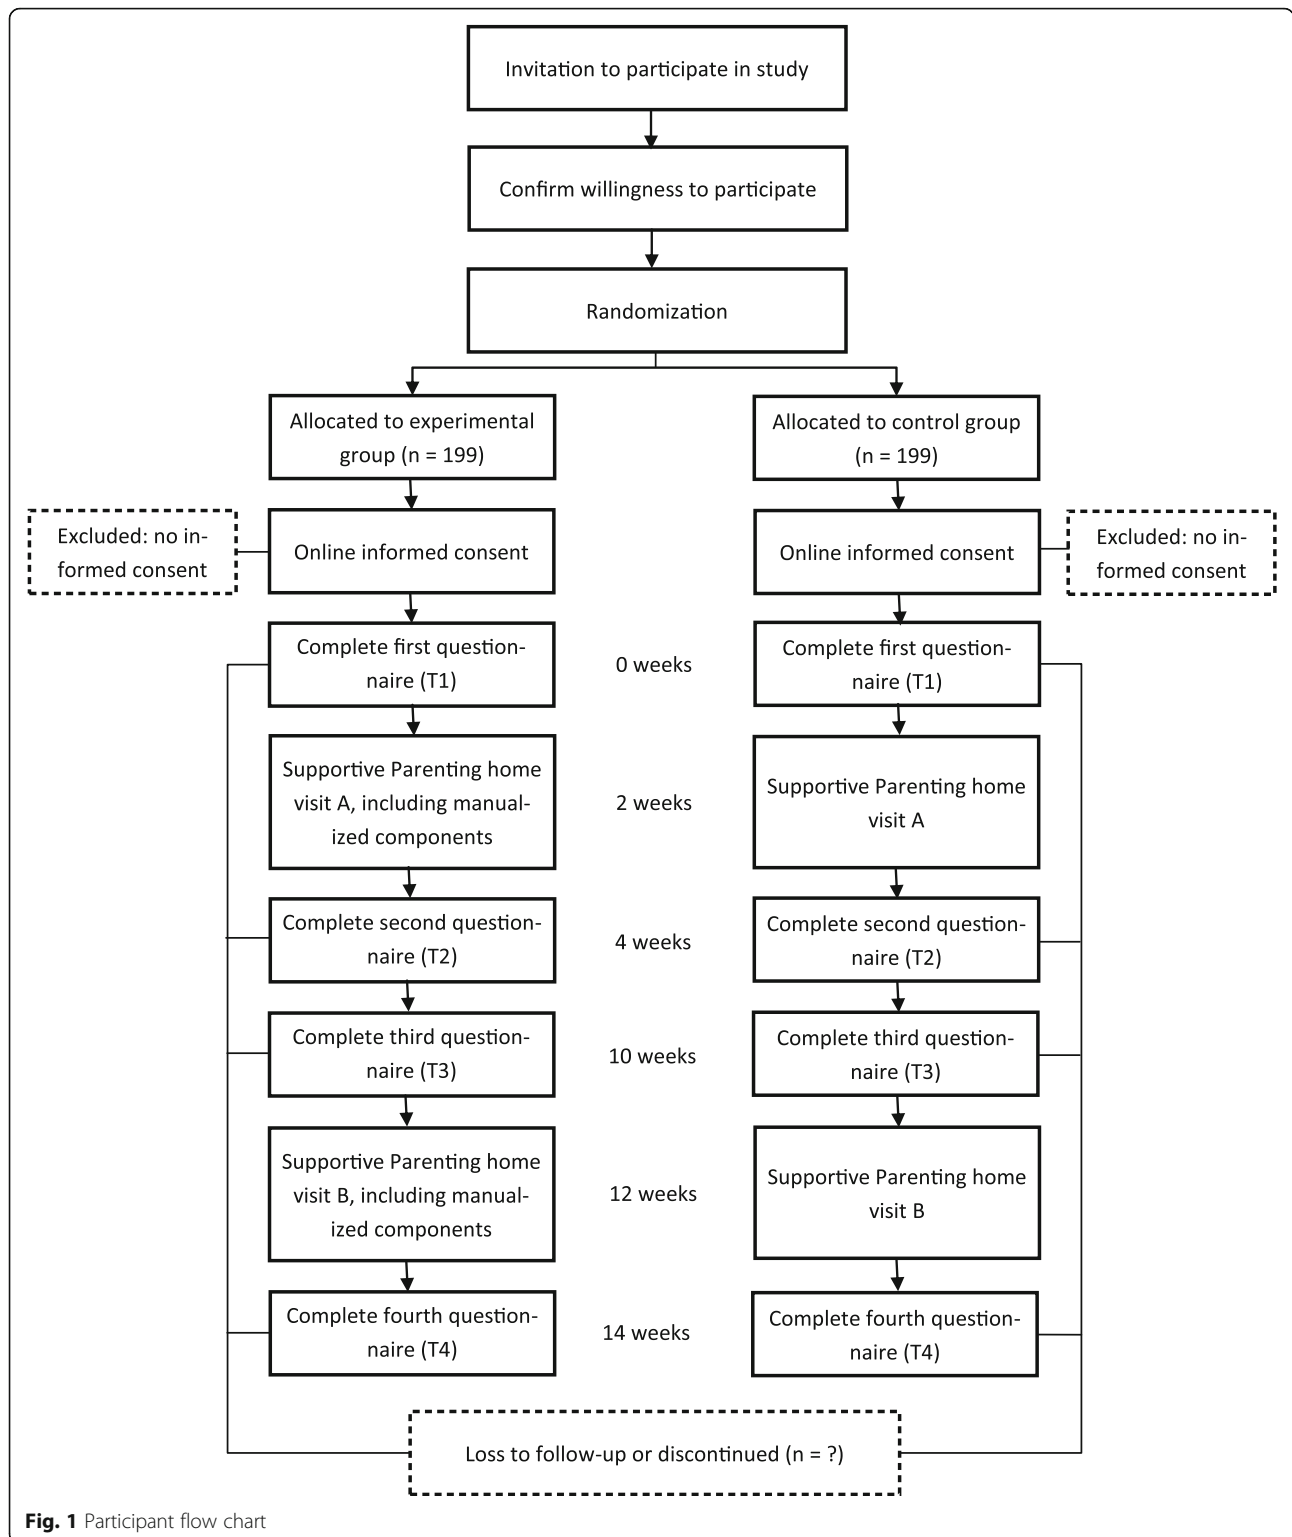 Invitation to participate in study
Confirm willingness to participate
Randomization
Allocated to experimental
group (n = 199)
Allocated to control group
(n = 199)
Excluded: no in-
formed consent
Online informed consent
Online informed consent
Excluded: no in-
formed consent
Complete first question-
naire (T1)
0 weeks
Complete first question-
naire (T1)
Supportive Parenting home
visit A, including manual-
ized components
2 weeks
Supportive Parenting home
visit A
Complete second question-
naire (T2)
4 weeks
Complete second question-
naire (T2)
Complete third question-
naire (T3)
10 weeks
Complete third question-
naire (T3)
Supportive Parenting home
visit B, including manual-
ized components
12 weeks
Supportive Parenting home
visit B
Complete fourth question-
naire (T4)
14 weeks
Complete fourth question-
naire (T4)
Loss to follow-up or discontinued (n = ?)
Fig. 1 Participant flow chart